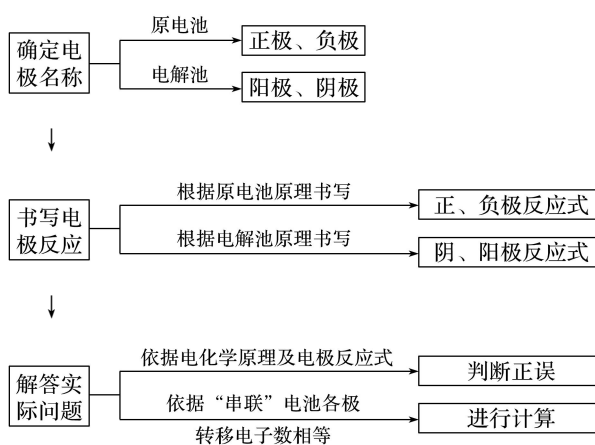 确定电
极名称
原电池
正极、负极
电解池
阳极、阴极
书写电
极反应
根据原电池原理书写
正、负极反应式
根据电解池原理书写
阴、阳极反应式
解答实
际问题
依据电化学原理及电极反应式
判断正误
依据“串联”电池各极
转移电子数相等
进行计算